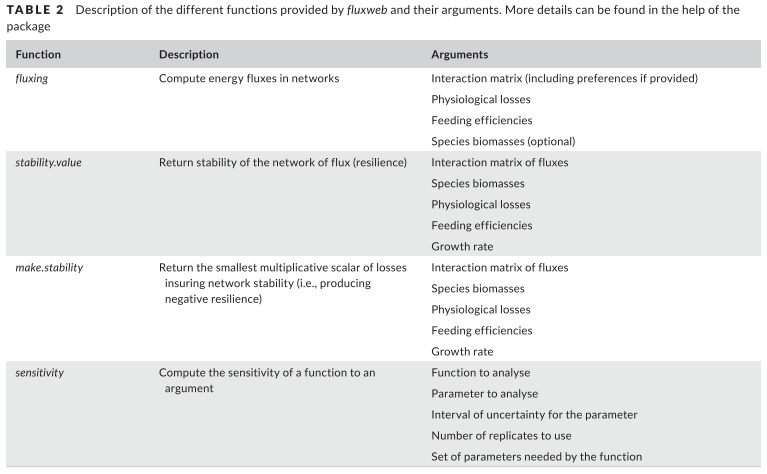 TABLE 2 Description of the different functions provided by fluxweb and their arguments. More details can be found in the help of the
package
Function Description Arguments
fluxing Compute energy fluxes in networks Interaction matrix (including preferences if provided)
Physiological losses
Feeding efficiencies
Species biomasses (optional)
stability.value Return stability of the network of flux (resilience) Interaction matrix of fluxes
Species biomasses
Physiological losses
Feeding efficiencies
Growth rate
make.stability Return the smallest multiplicative scalar of losses Interaction matrix of fluxes
insuring network stability (i.e., producing Species biomasses
negative resilience)
Physiological losses
Feeding efficiencies
Growth rate
sensitivity Compute the sensitivity of a function to an Function to analyse
argument Parameter to analyse
Interval of uncertainty for the parameter
Number of replicates to use
Set of parameters needed by the function